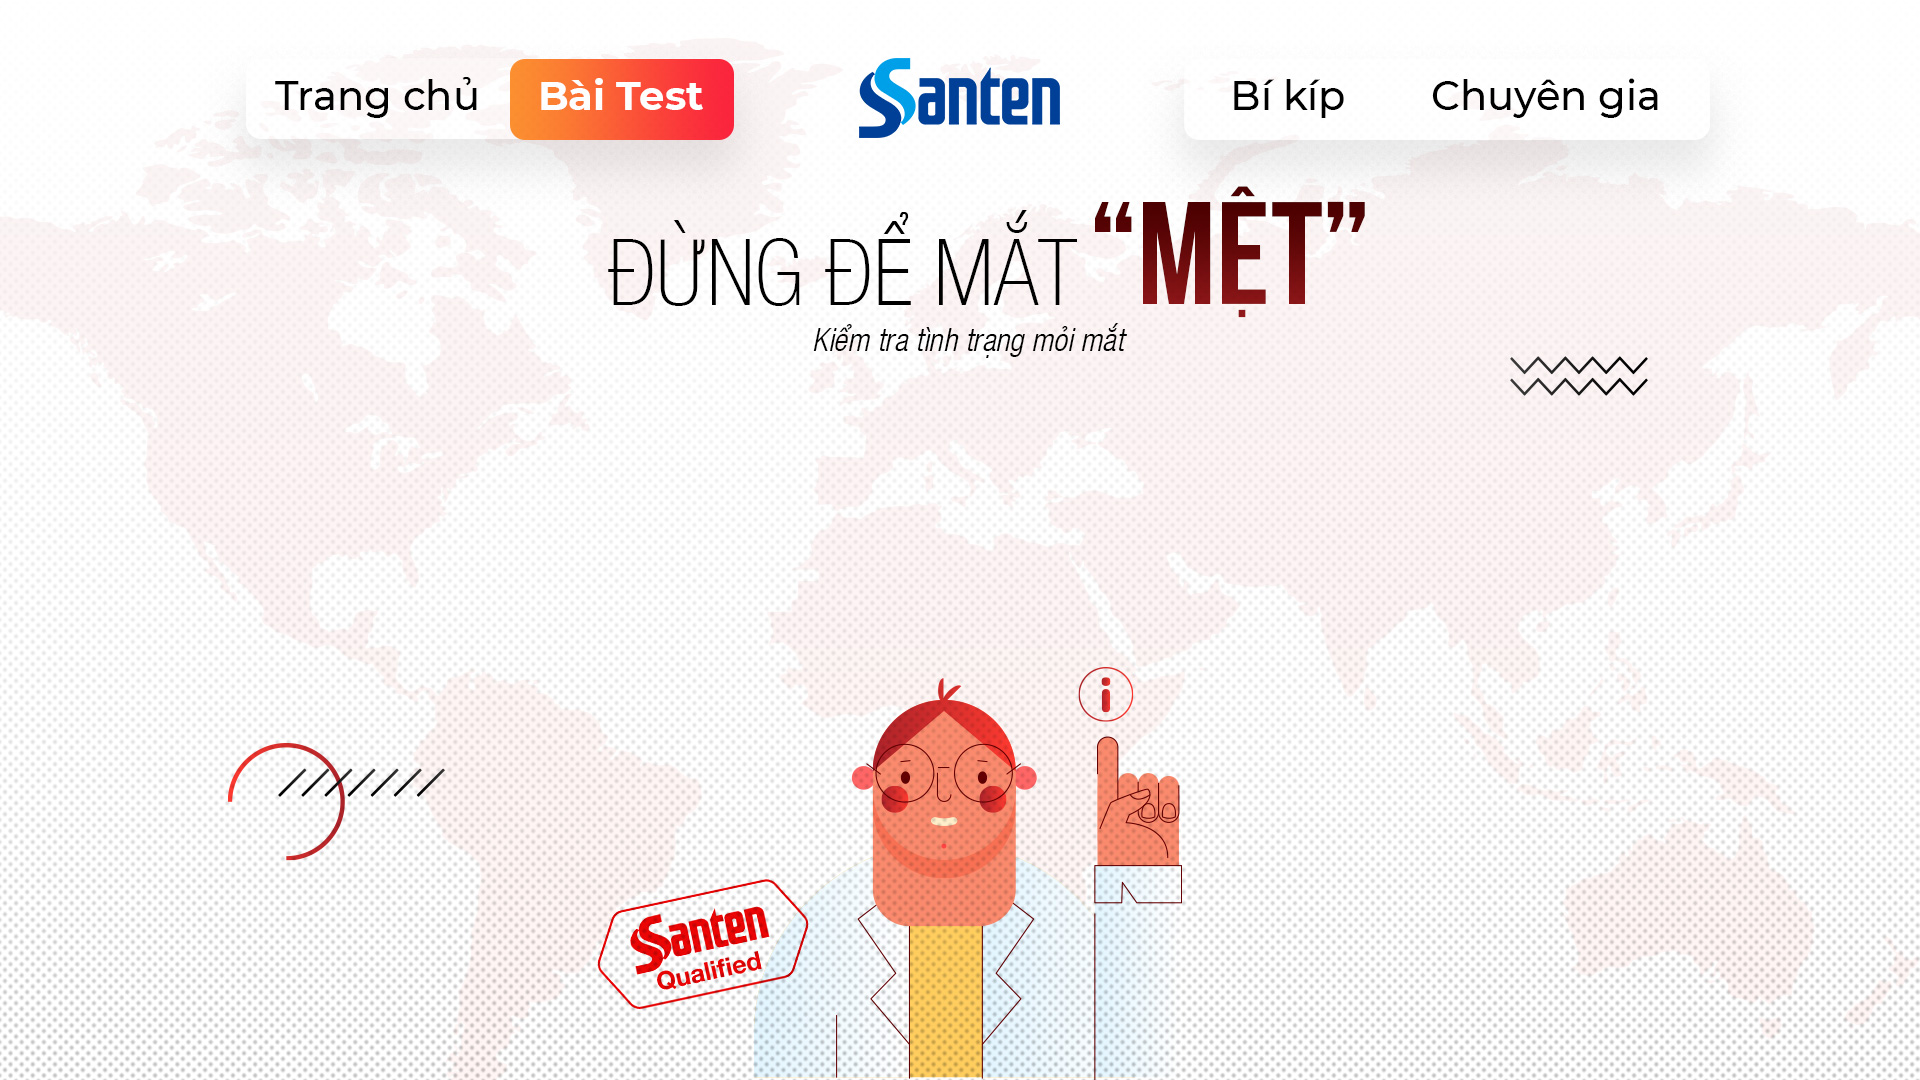 Trang chủ
Bài Test
Santen
Bí kíp
Chuyên gia
ĐỪNG ĐỂ MẮT “MỆT”
Kiểm tra tình trạng mỏi mắt
i
Santen
Qualified